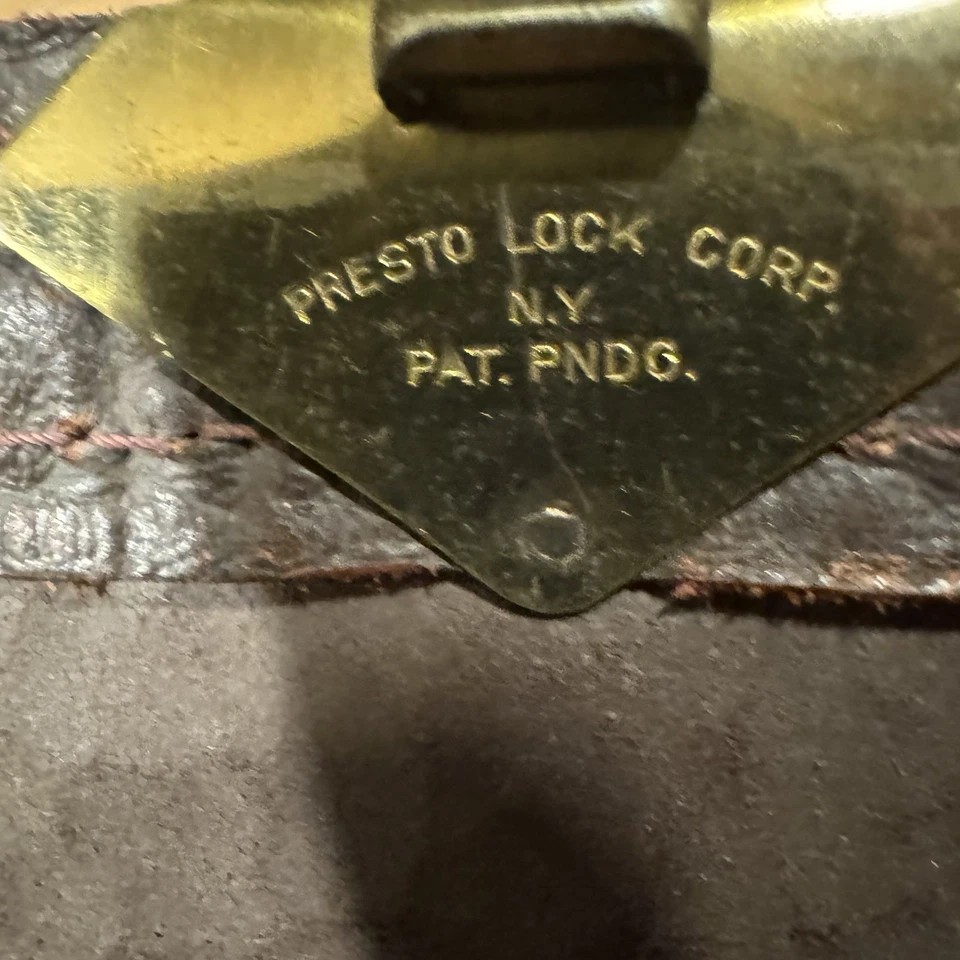 PRESTO LOCK CORP.
N.Y.
PAT. PNDG.